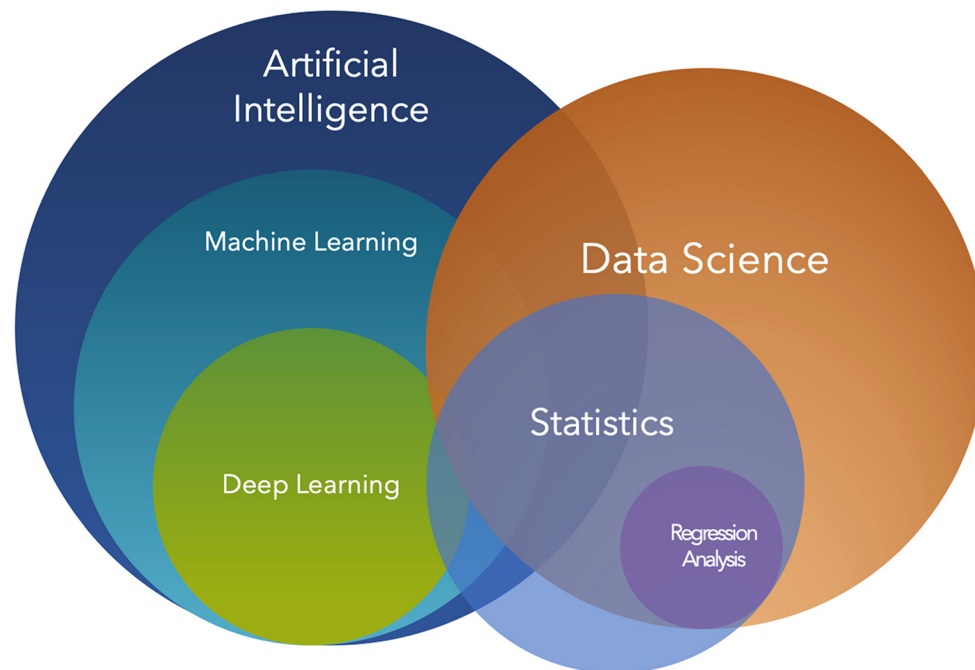 Artificial
Intelligence
Machine Learning
Data Science
Statistics
Deep Learning
Regression
Analysis